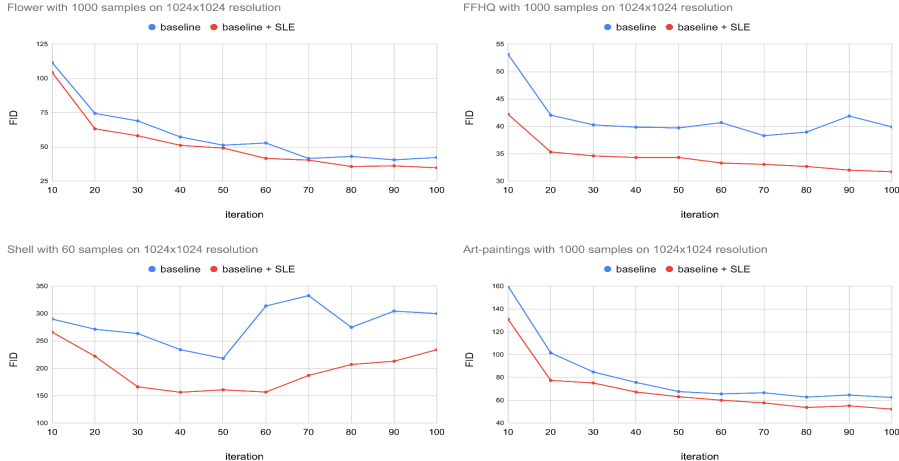 Flower with 1000 samples on 1024x1024 resolution
baseline baseline + SLE
FID
125
100
75
50
25
10 20 30 40 50 60 70 80 90 100
iteration
FFHQ with 1000 samples on 1024x1024 resolution
baseline baseline + SLE
FID
55
50
45
40
35
30
10 20 30 40 50 60 70 80 90 100
iteration
Shell with 60 samples on 1024x1024 resolution
baseline baseline + SLE
FID
350
300
250
200
150
100
10 20 30 40 50 60 70 80 90 100
iteration
Art-paintings with 1000 samples on 1024x1024 resolution
baseline baseline + SLE
FID
160
140
120
100
80
60
40
10 20 30 40 50 60 70 80 90 100
iteration